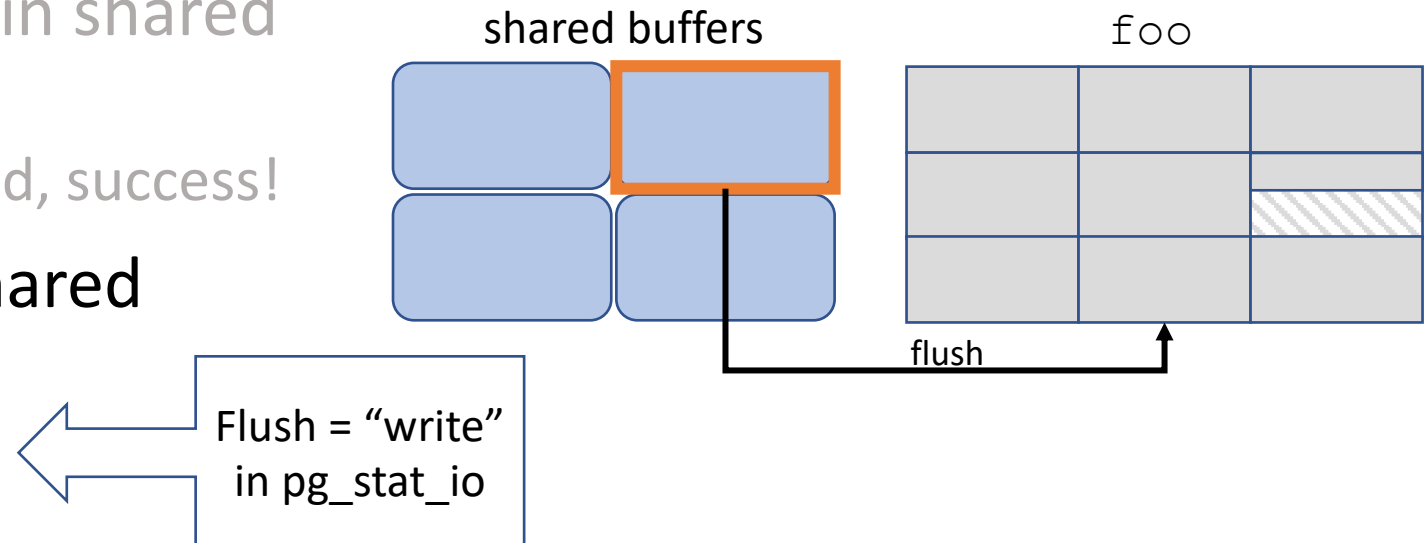 in shared
d, success!
ared
shared buffers
foo
flush
Flush = “write”
in pg_stat_io